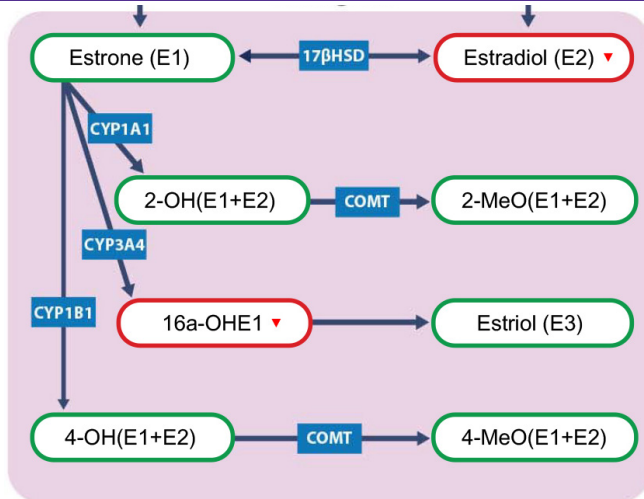 Estrone (E1)
17βHSD
Estradiol (E2) ▼
CYP1A1
2-OH(E1+E2)
COMT
2-MeO(E1+E2)
CYP3A4
CYP1B1
16a-OHE1 ▼
Estriol (E3)
4-OH(E1+E2)
COMT
4-MeO(E1+E2)